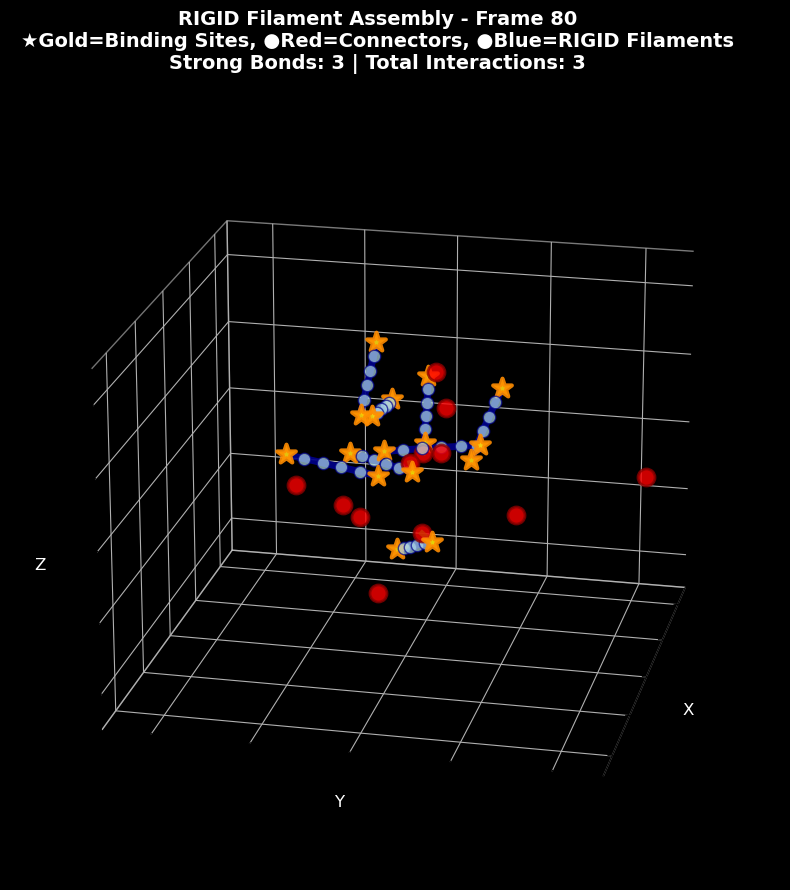 RIGID Filament Assembly - Frame 80
★Gold=Binding Sites, ●Red=Connectors, ●Blue=RIGID Filaments
Strong Bonds: 3 | Total Interactions: 3
Z
X
Y